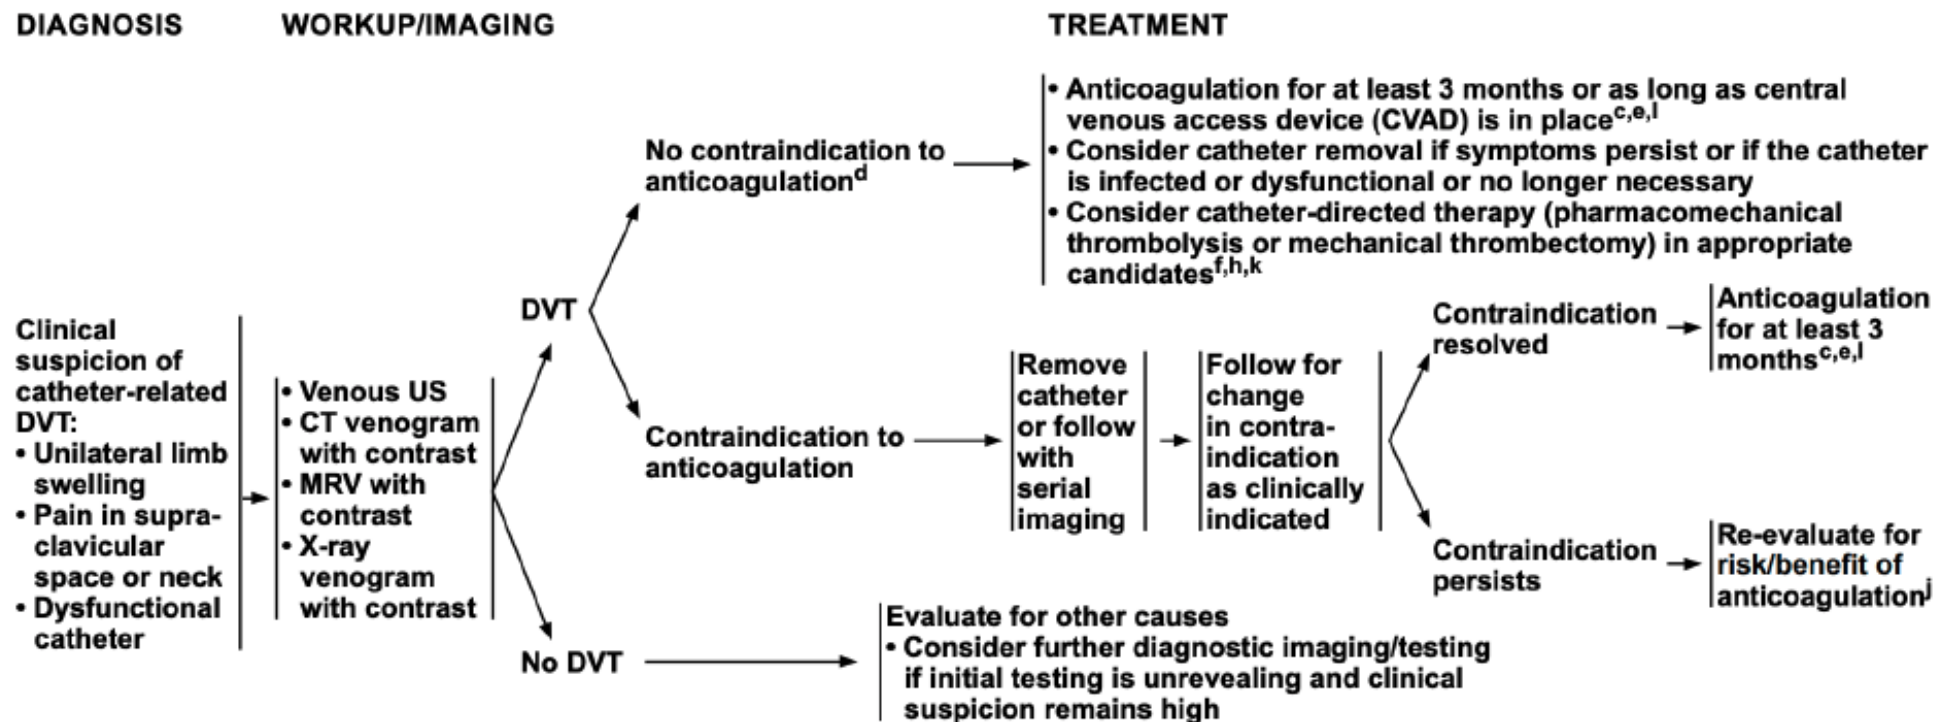 DIAGNOSIS
WORKUP/IMAGING
TREATMENT
Clinical
suspicion of
catheter-related
DVT:
• Unilateral limb
swelling
• Pain in supra-
clavicular
space or neck
• Dysfunctional
catheter
• Venous US
• CT venogram
with contrast
• MRV with
contrast
• X-ray
venogram
with contrast
DVT
No contraindication to
anticoagulation^d
• Anticoagulation for at least 3 months or as long as central
venous access device (CVAD) is in place^c,e,l
• Consider catheter removal if symptoms persist or if the catheter
is infected or dysfunctional or no longer necessary
• Consider catheter-directed therapy (pharmacomechanical
thrombolysis or mechanical thrombectomy) in appropriate
candidates^f,h,k
Contraindication to
anticoagulation
Remove
catheter
or follow
with
serial
imaging
Follow for
change
in contra-
indication
as clinically
indicated
Contraindication
resolved
Anticoagulation
for at least 3
months^c,e,l
Contraindication
persists
Re-evaluate for
risk/benefit of
anticoagulation^j
No DVT
Evaluate for other causes
• Consider further diagnostic imaging/testing
if initial testing is unrevealing and clinical
suspicion remains high